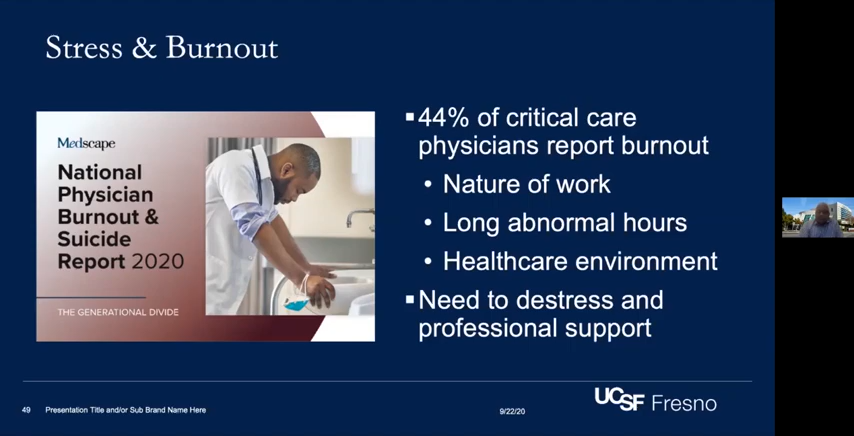 Stress & Burnout
Medscape
National
Physician
Burnout &
Suicide
Report 2020
THE GENERATIONAL DIVIDE
▪44% of critical care
physicians report burnout
• Nature of work
• Long abnormal hours
• Healthcare environment
▪Need to destress and
professional support
49 Presentation Title and/or Sub Brand Name Here
9/22/20
UCSF Fresno